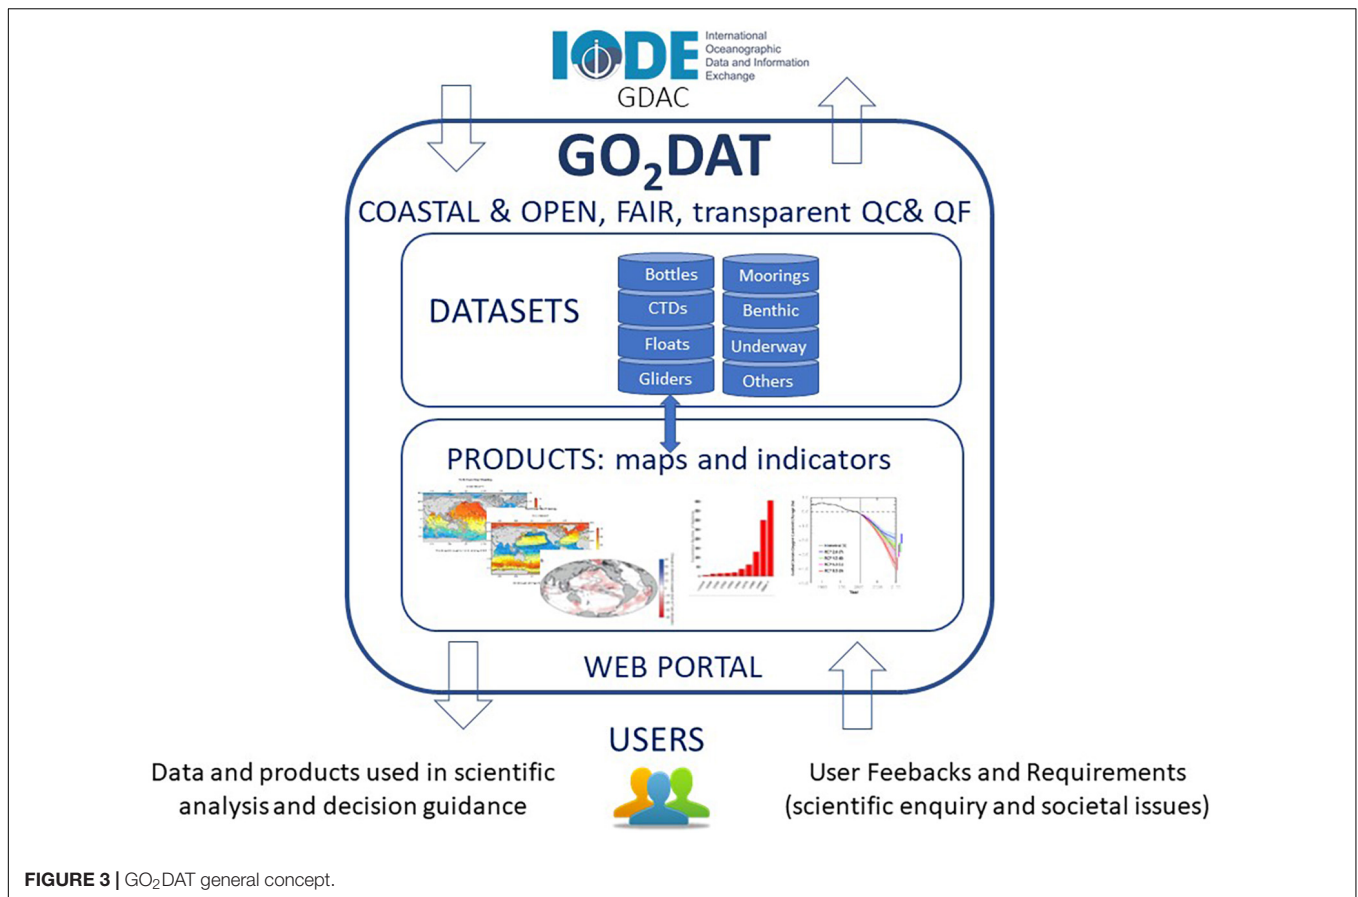 IODE
International
Oceanographic
Data and Information
Exchange
GDAC
GO₂DAT
COASTAL & OPEN, FAIR, transparent QC& QF
DATASETS
Bottles
CTDs
Floats
Gliders
Moorings
Benthic
Underway
Others
PRODUCTS: maps and indicators
Year
WEB PORTAL
USERS
Data and products used in scientific
analysis and decision guidance
User Feebacks and Requirements
(scientific enquiry and societal issues)
FIGURE 3 | GO₂DAT general concept.